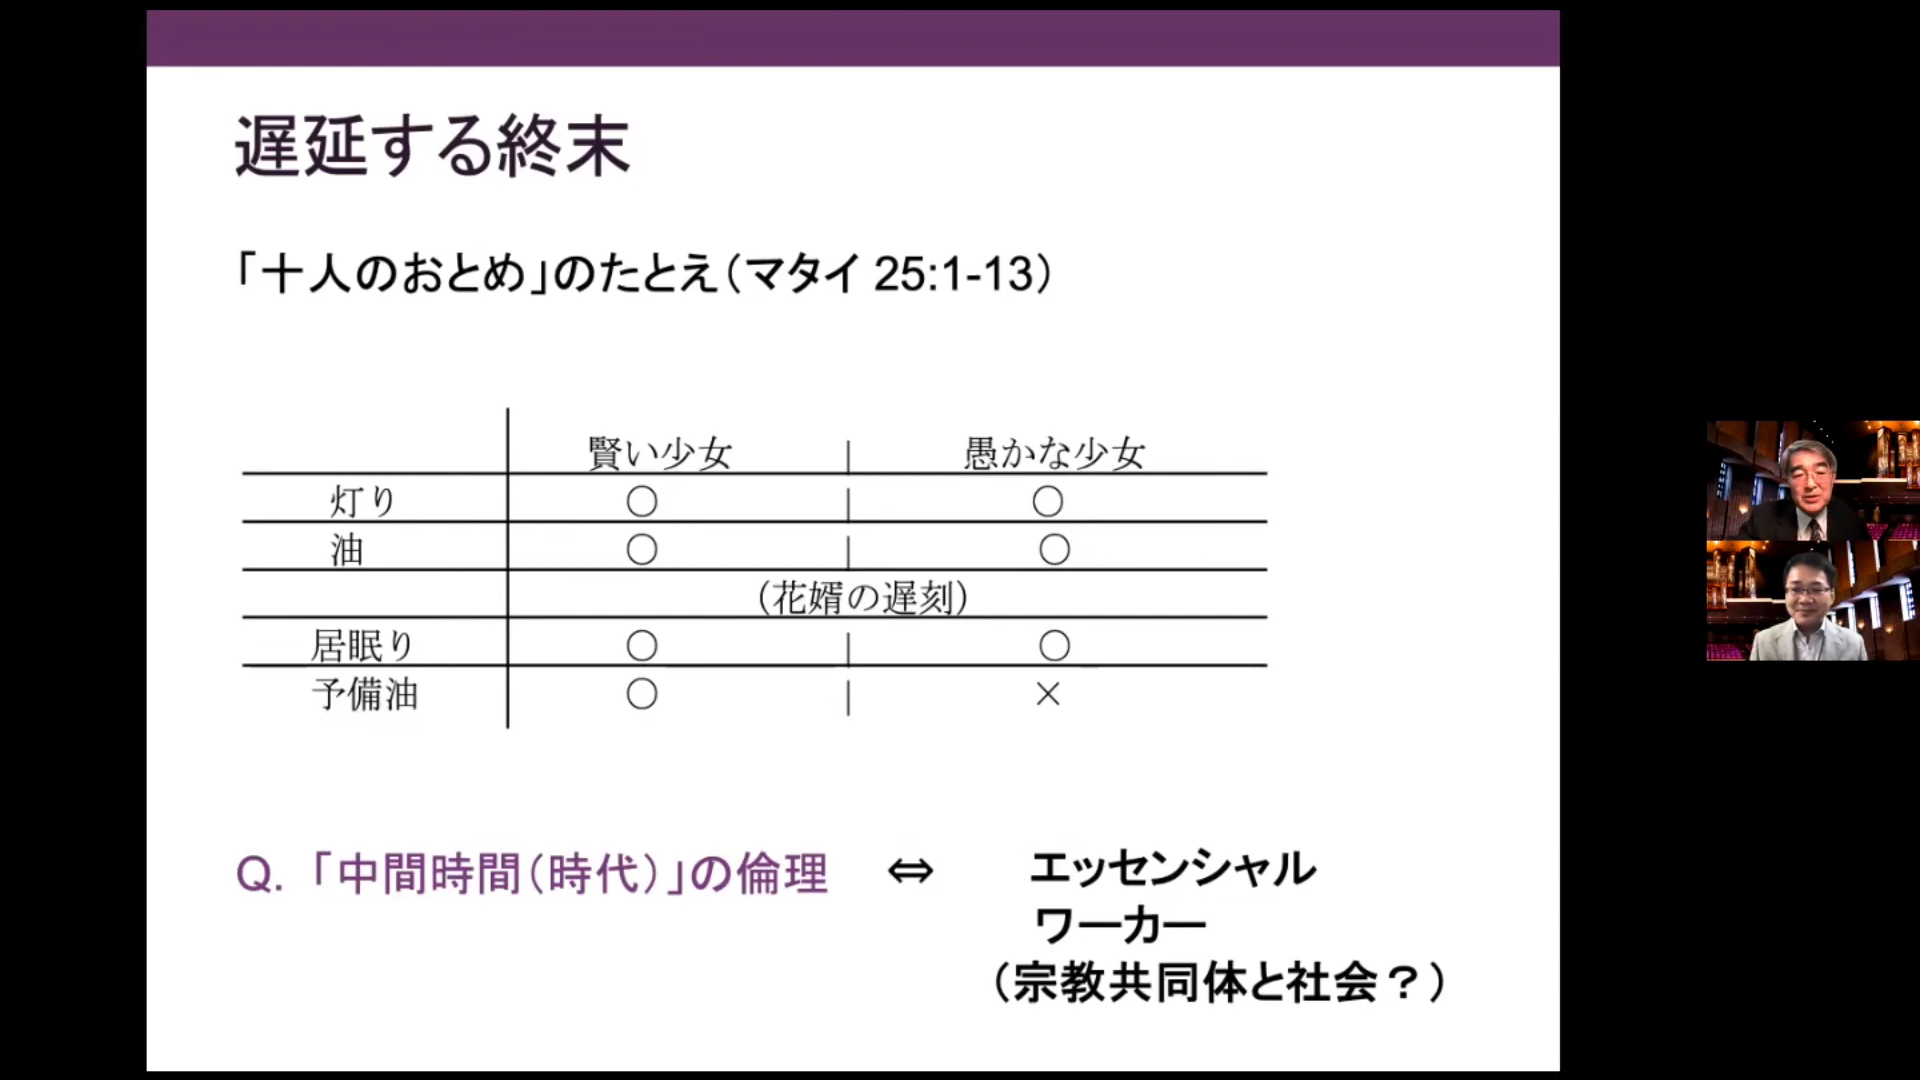 遅延する終末
「十人のおとめ」のたとえ（マタイ 25:1-13）
賢い少女 | 愚かな少女
灯り ○ | ○
油 ○ | ○
（花婿の遅刻）
居眠り ○ | ○
予備油 ○ | ×
Q. 「中間時間（時代）」の倫理 ⇔ エッセンシャル
ワーカー
（宗教共同体と社会？）